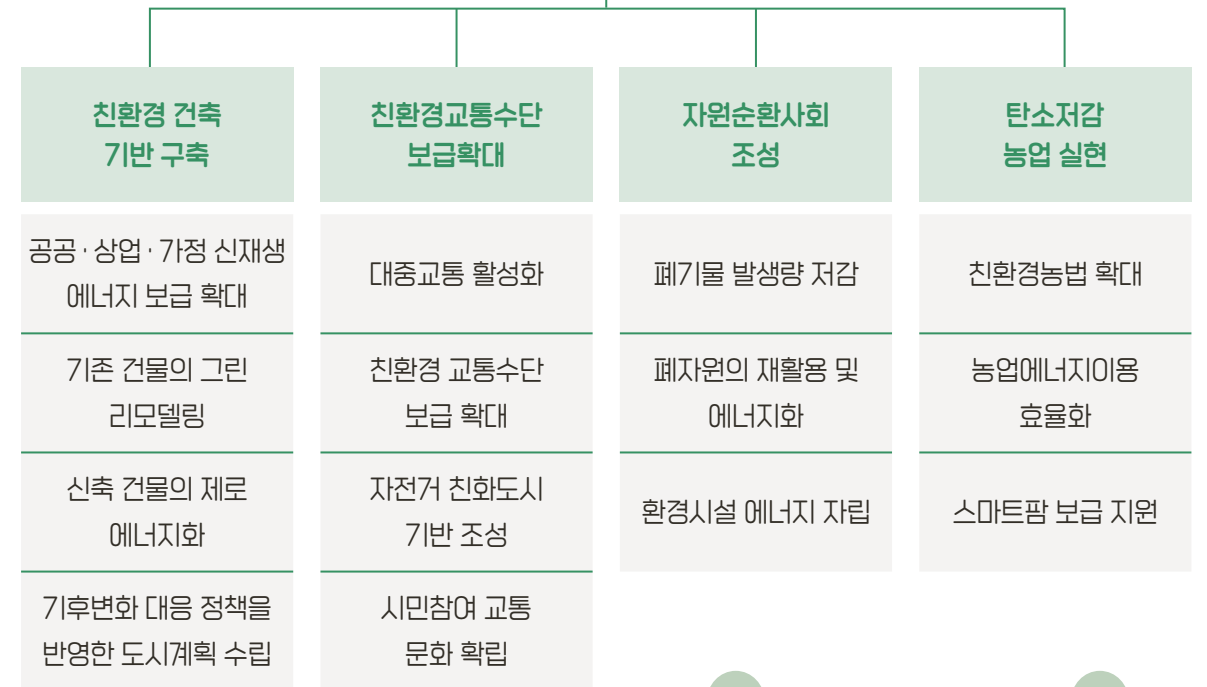 친환경 건축
기반 구축
공공·상업·가정 신재생
에너지 보급 확대
기존 건물의 그린
리모델링
신축 건물의 제로
에너지화
기후변화 대응 정책을
반영한 도시계획 수립
친환경교통수단
보급확대
대중교통 활성화
친환경 교통수단
보급 확대
자전거 친화도시
기반 조성
시민참여 교통
문화 확립
자원순환사회
조성
폐기물 발생량 저감
폐자원의 재활용 및
에너지화
환경시설 에너지 자립
탄소저감
농업 실현
친환경농법 확대
농업에너지이용
효율화
스마트팜 보급 지원